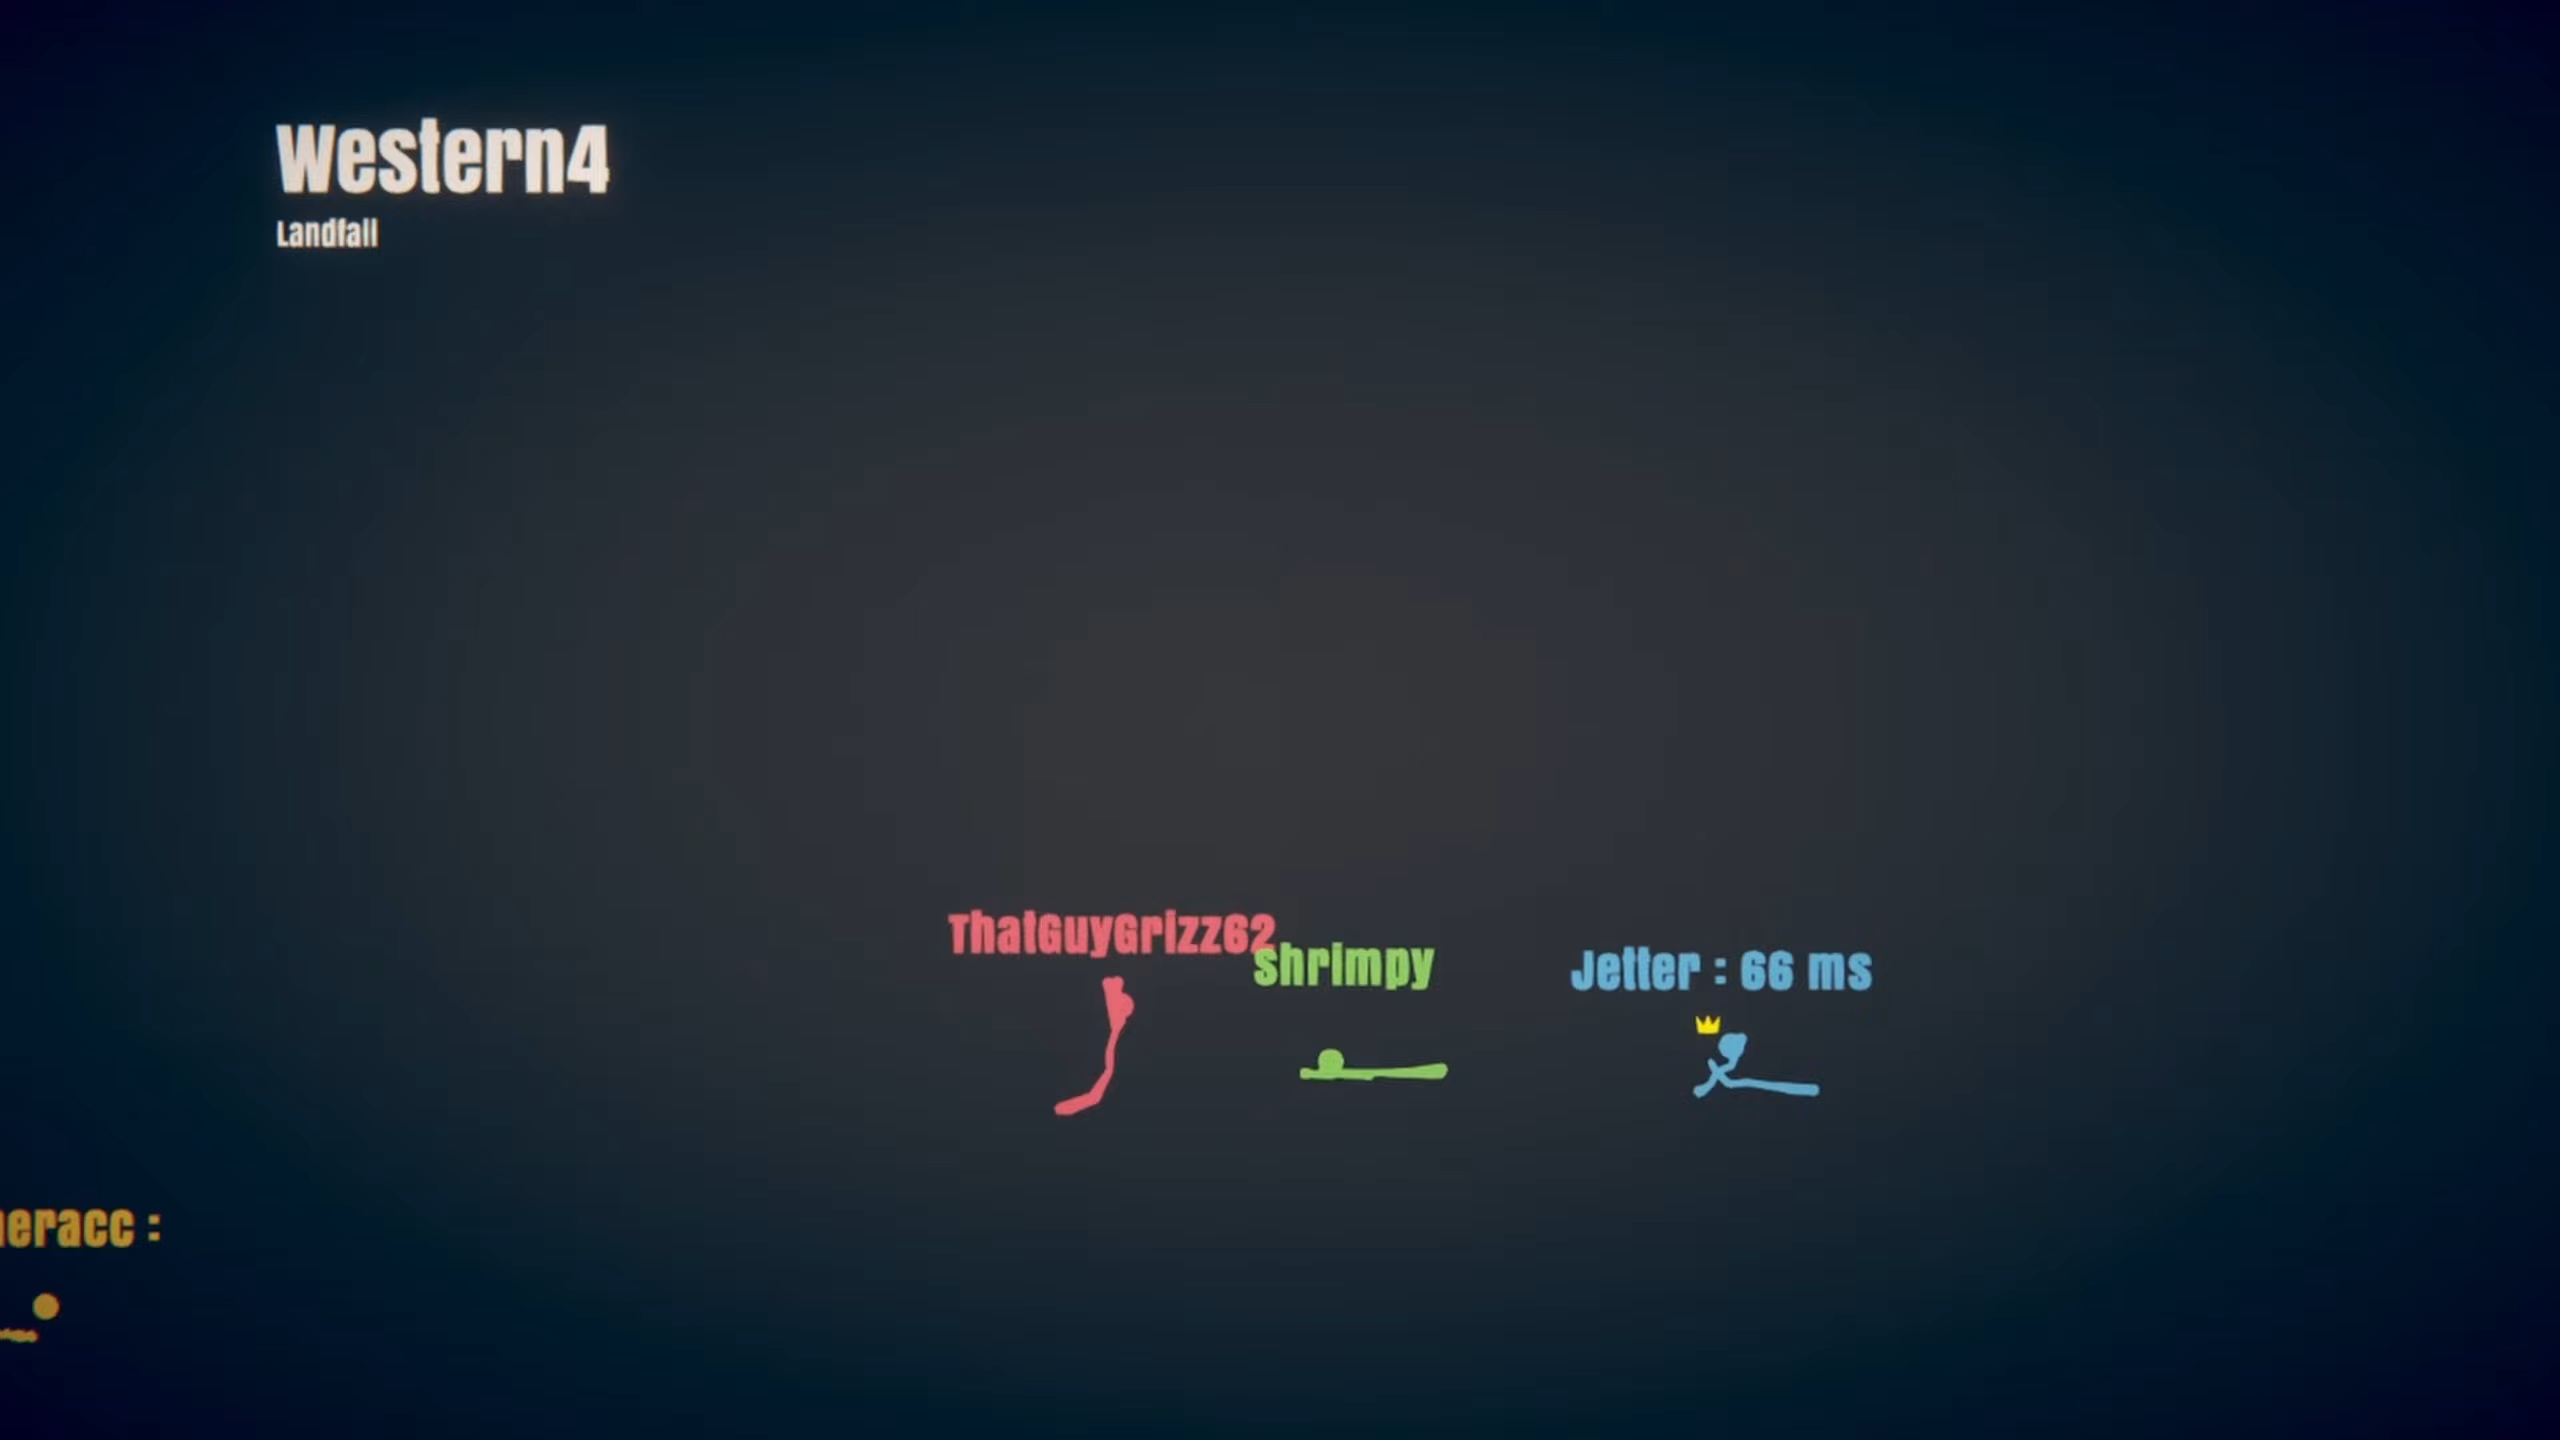 Western4
Landfall
ThatGuyGrizz62
shrimpy
Jetter : 66 ms
eracc :